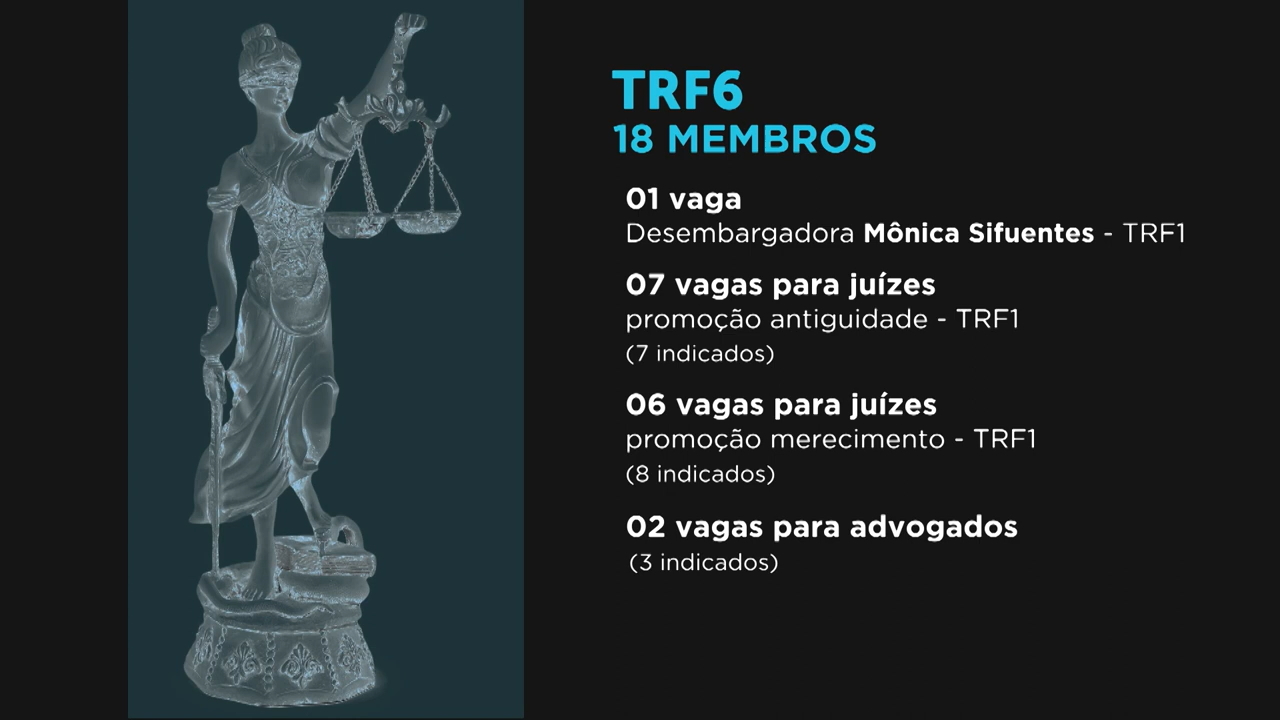 TRF6
18 MEMBROS
01 vaga
Desembargadora Mônica Sifuentes - TRF1
07 vagas para juízes
promoção antiguidade - TRF1
(7 indicados)
06 vagas para juízes
promoção merecimento - TRF1
(8 indicados)
02 vagas para advogados
(3 indicados)